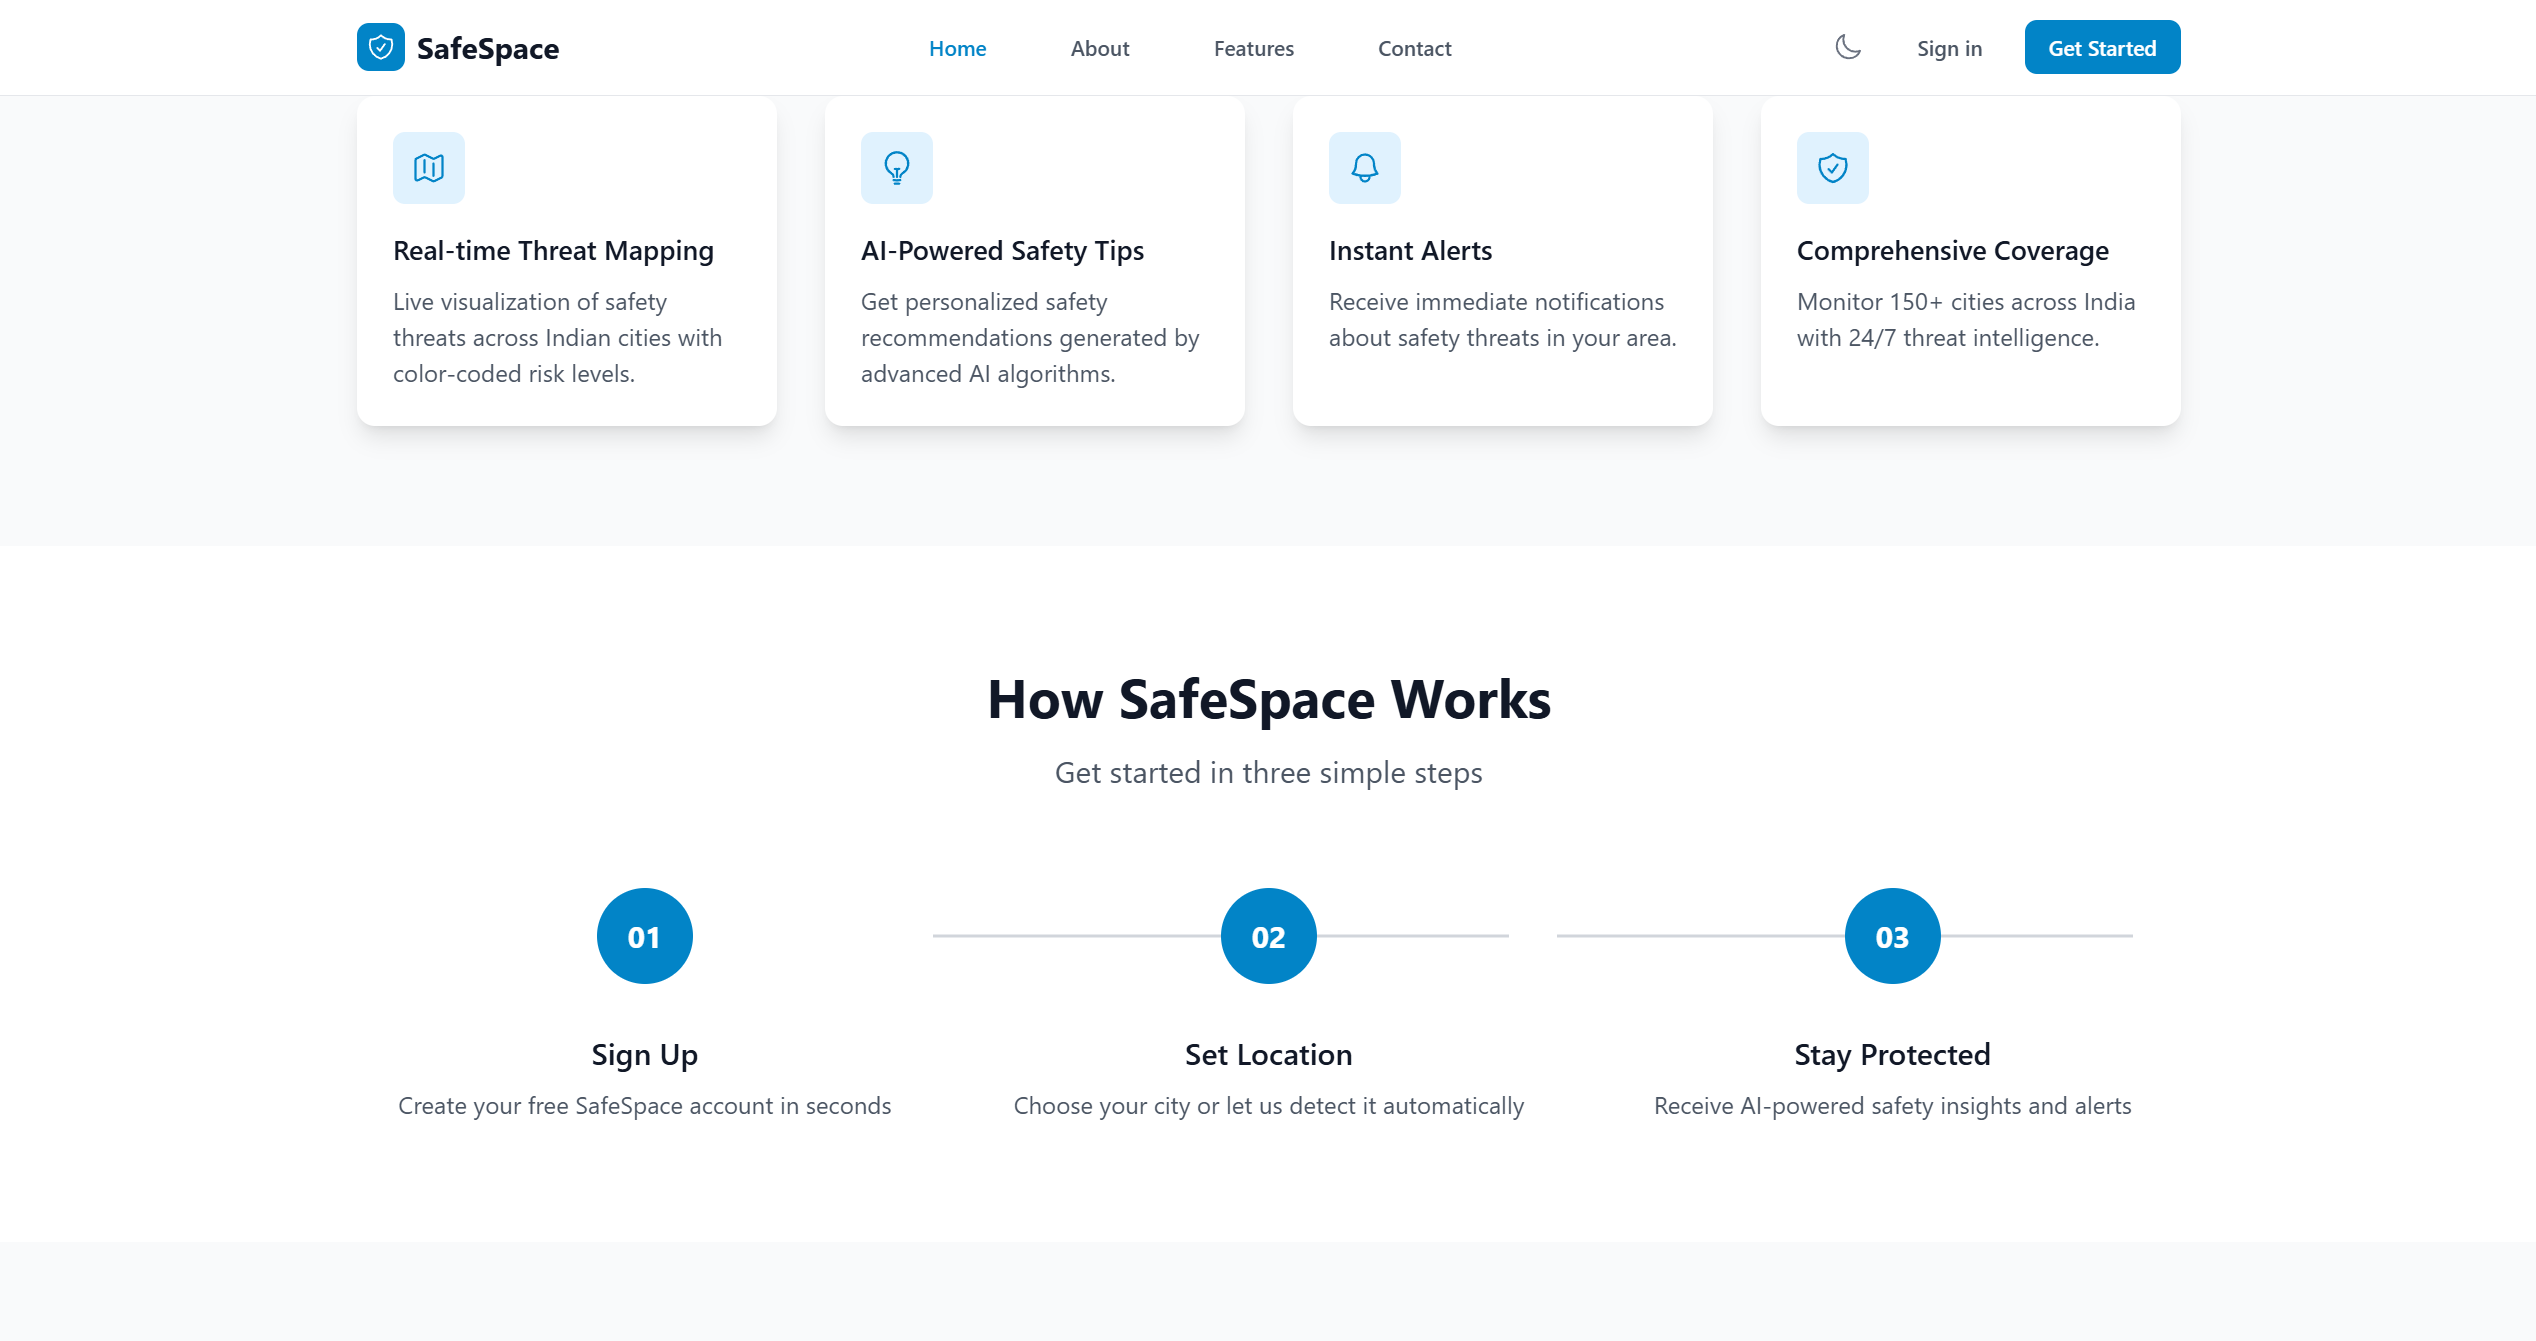 SafeSpace
Home
About
Features
Contact
Sign in
Get Started
Real-time Threat Mapping
Live visualization of safety
threats across Indian cities with
color-coded risk levels.
AI-Powered Safety Tips
Get personalized safety
recommendations generated by
advanced AI algorithms.
Instant Alerts
Receive immediate notifications
about safety threats in your area.
Comprehensive Coverage
Monitor 150+ cities across India
with 24/7 threat intelligence.
How SafeSpace Works
Get started in three simple steps
01
Sign Up
Create your free SafeSpace account in seconds
02
Set Location
Choose your city or let us detect it automatically
03
Stay Protected
Receive AI-powered safety insights and alerts